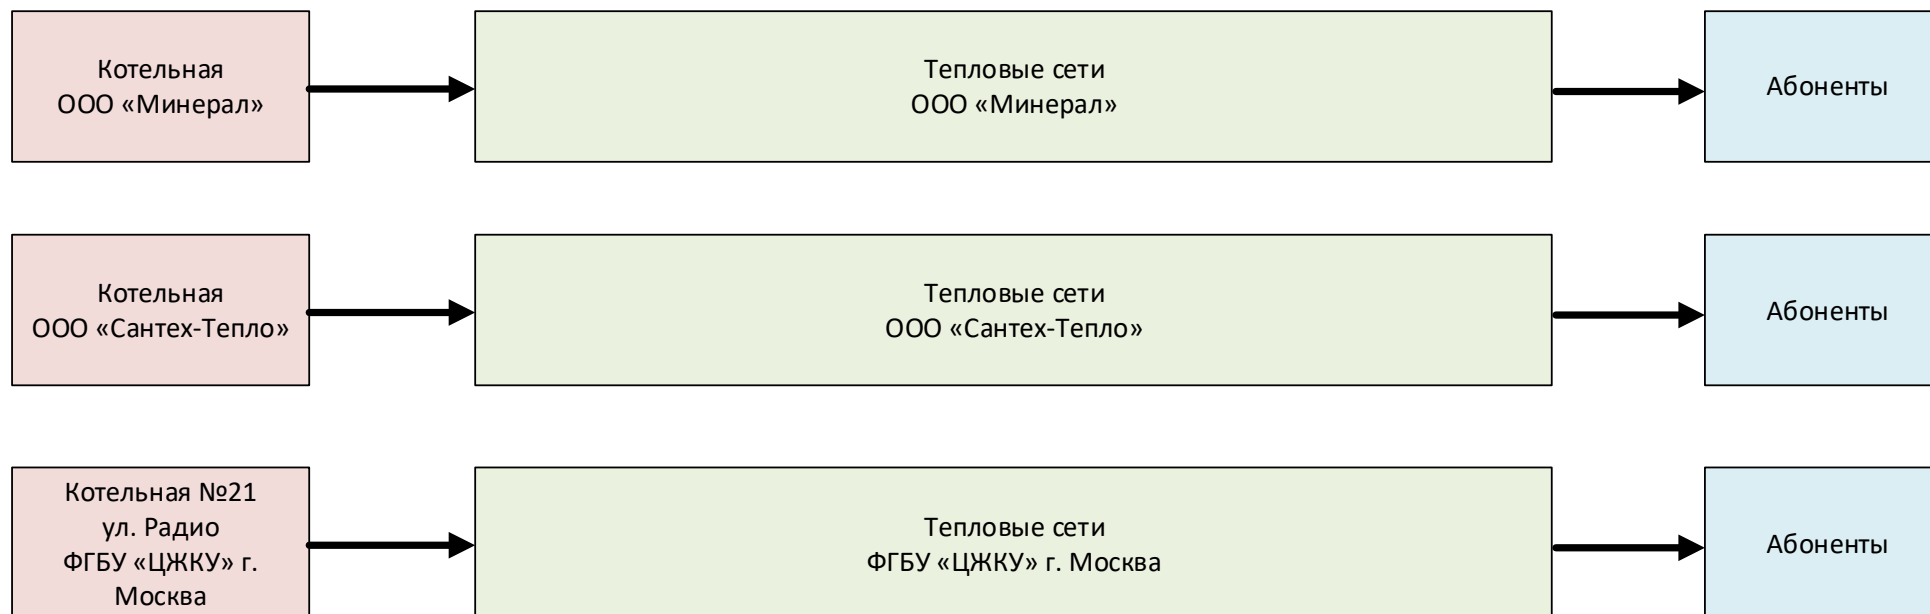 Котельная
ООО «Минерал»
Тепловые сети
ООО «Минерал»
Абоненты
Котельная
ООО «Сантех-Тепло»
Тепловые сети
ООО «Сантех-Тепло»
Абоненты
Котельная №21
ул. Радио
ФГБУ «ЦЖКУ» г.
Москва
Тепловые сети
ФГБУ «ЦЖКУ» г. Москва
Абоненты